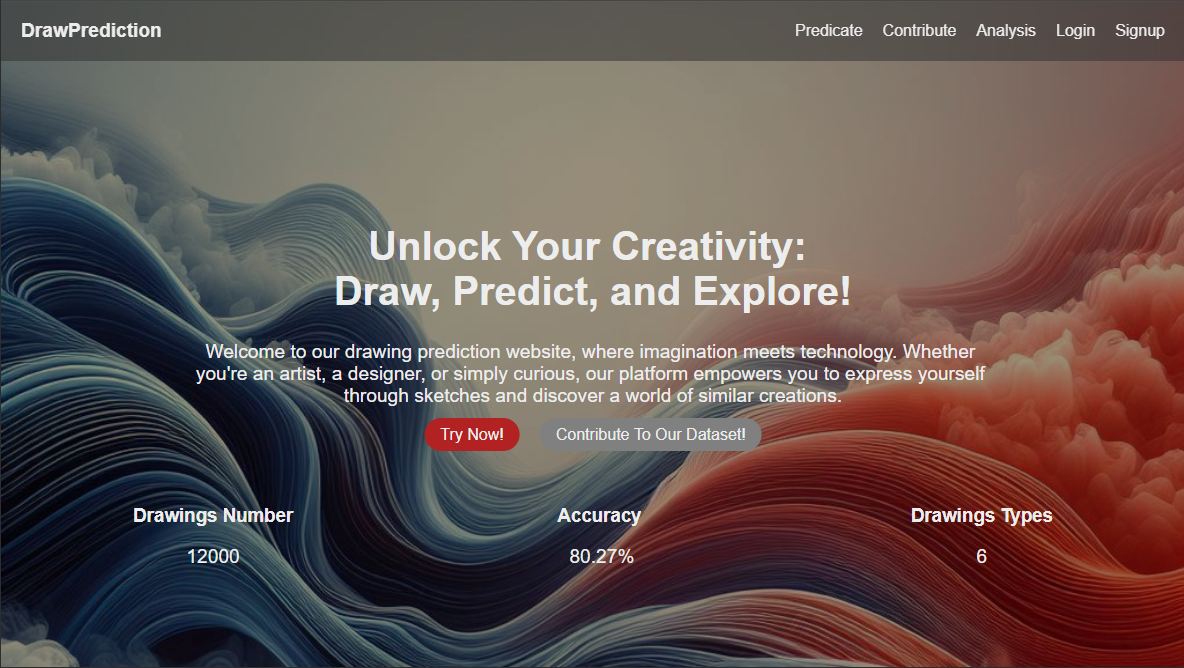 DrawPrediction
Predicate Contribute Analysis Login Signup
Unlock Your Creativity:
Draw, Predict, and Explore!
Welcome to our drawing prediction website, where imagination meets technology. Whether
you're an artist, a designer, or simply curious, our platform empowers you to express yourself
through sketches and discover a world of similar creations.
Try Now! Contribute To Our Dataset!
Drawings Number Accuracy Drawings Types
12000 80.27% 6